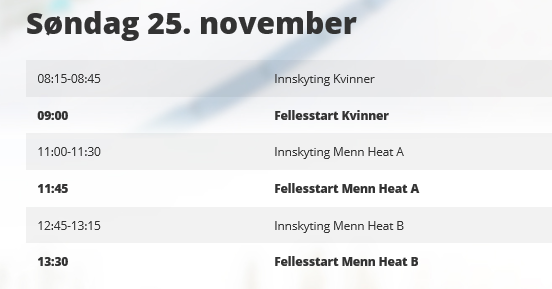 Søndag 25. november
08:15-08:45 Innskyting Kvinner
09:00 Fellesstart Kvinner
11:00-11:30 Innskyting Menn Heat A
11:45 Fellesstart Menn Heat A
12:45-13:15 Innskyting Menn Heat B
13:30 Fellesstart Menn Heat B